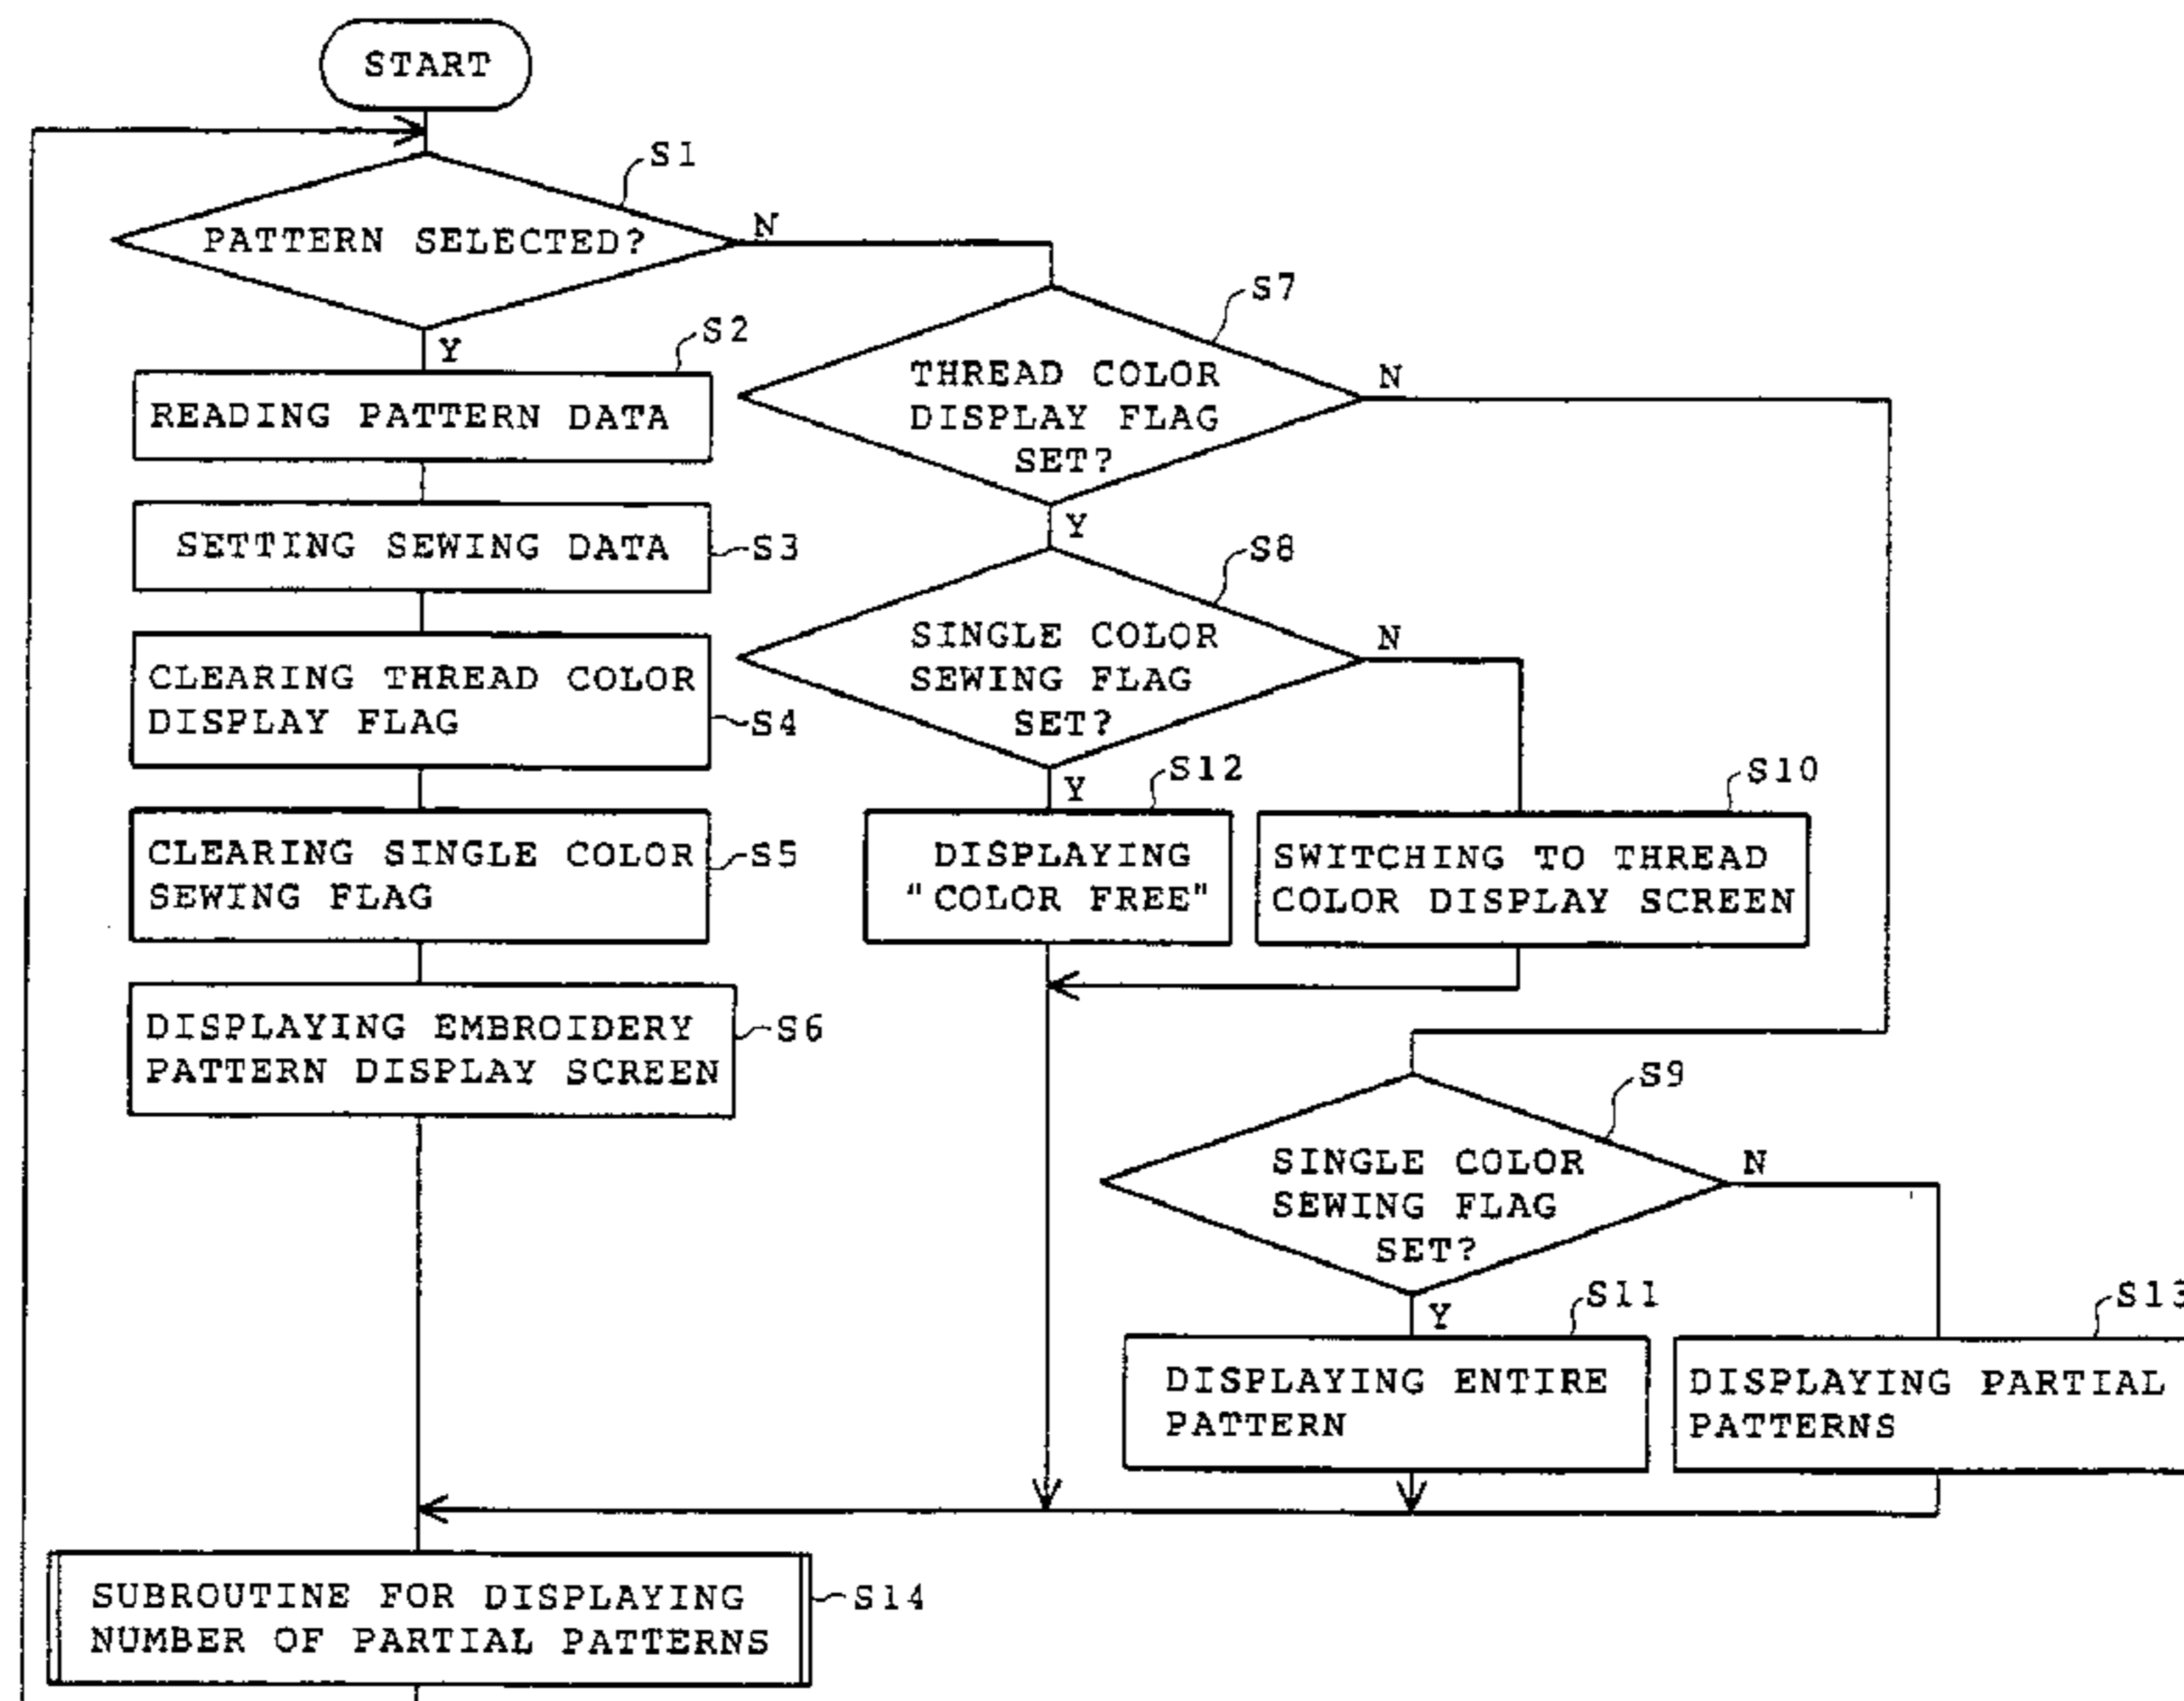 START
S1
PATTERN SELECTED?
N
Y
S2
READING PATTERN DATA
SETTING SEWING DATA
S3
CLEARING THREAD COLOR
DISPLAY FLAG
S4
CLEARING SINGLE COLOR
SEWING FLAG
S5
DISPLAYING EMBROIDERY
PATTERN DISPLAY SCREEN
S6
S7
THREAD COLOR
DISPLAY FLAG
SET?
N
Y
S8
SINGLE COLOR
SEWING FLAG
SET?
N
Y
S12
DISPLAYING
"COLOR FREE"
S10
SWITCHING TO THREAD
COLOR DISPLAY SCREEN
S9
SINGLE COLOR
SEWING FLAG
SET?
N
Y
S11
DISPLAYING ENTIRE
PATTERN
S13
DISPLAYING PARTIAL
PATTERNS
SUBROUTINE FOR DISPLAYING
NUMBER OF PARTIAL PATTERNS
S14